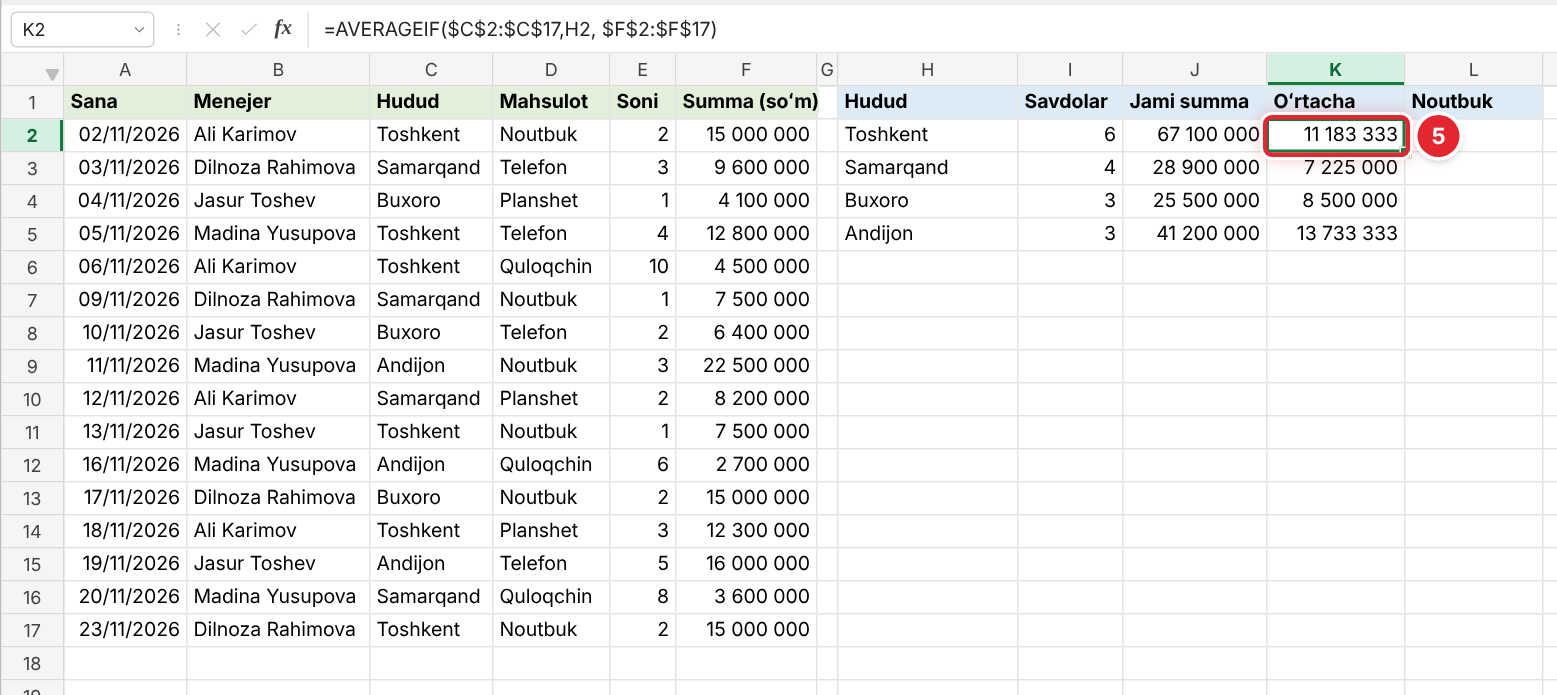 K2 fx =AVERAGEIF($C$2:$C$17,H2, $F$2:$F$17)
A B C D E F G H I J K L
1 Sana Menejer Hudud Mahsulot Soni Summa (soʻm) Hudud Savdolar Jami summa Oʻrtacha Noutbuk
2 02/11/2026 Ali Karimov Toshkent Noutbuk 2 15 000 000 Toshkent 6 67 100 000 11 183 333 5
3 03/11/2026 Dilnoza Rahimova Samarqand Telefon 3 9 600 000 Samarqand 4 28 900 000 7 225 000
4 04/11/2026 Jasur Toshev Buxoro Planshet 1 4 100 000 Buxoro 3 25 500 000 8 500 000
5 05/11/2026 Madina Yusupova Toshkent Telefon 4 12 800 000 Andijon 3 41 200 000 13 733 333
6 06/11/2026 Ali Karimov Toshkent Quloqchin 10 4 500 000
7 09/11/2026 Dilnoza Rahimova Samarqand Noutbuk 1 7 500 000
8 10/11/2026 Jasur Toshev Buxoro Telefon 2 6 400 000
9 11/11/2026 Madina Yusupova Andijon Noutbuk 3 22 500 000
10 12/11/2026 Ali Karimov Samarqand Planshet 2 8 200 000
11 13/11/2026 Jasur Toshev Toshkent Noutbuk 1 7 500 000
12 16/11/2026 Madina Yusupova Andijon Quloqchin 6 2 700 000
13 17/11/2026 Dilnoza Rahimova Buxoro Noutbuk 2 15 000 000
14 18/11/2026 Ali Karimov Toshkent Planshet 3 12 300 000
15 19/11/2026 Jasur Toshev Andijon Telefon 5 16 000 000
16 20/11/2026 Madina Yusupova Samarqand Quloqchin 8 3 600 000
17 23/11/2026 Dilnoza Rahimova Toshkent Noutbuk 2 15 000 000
18